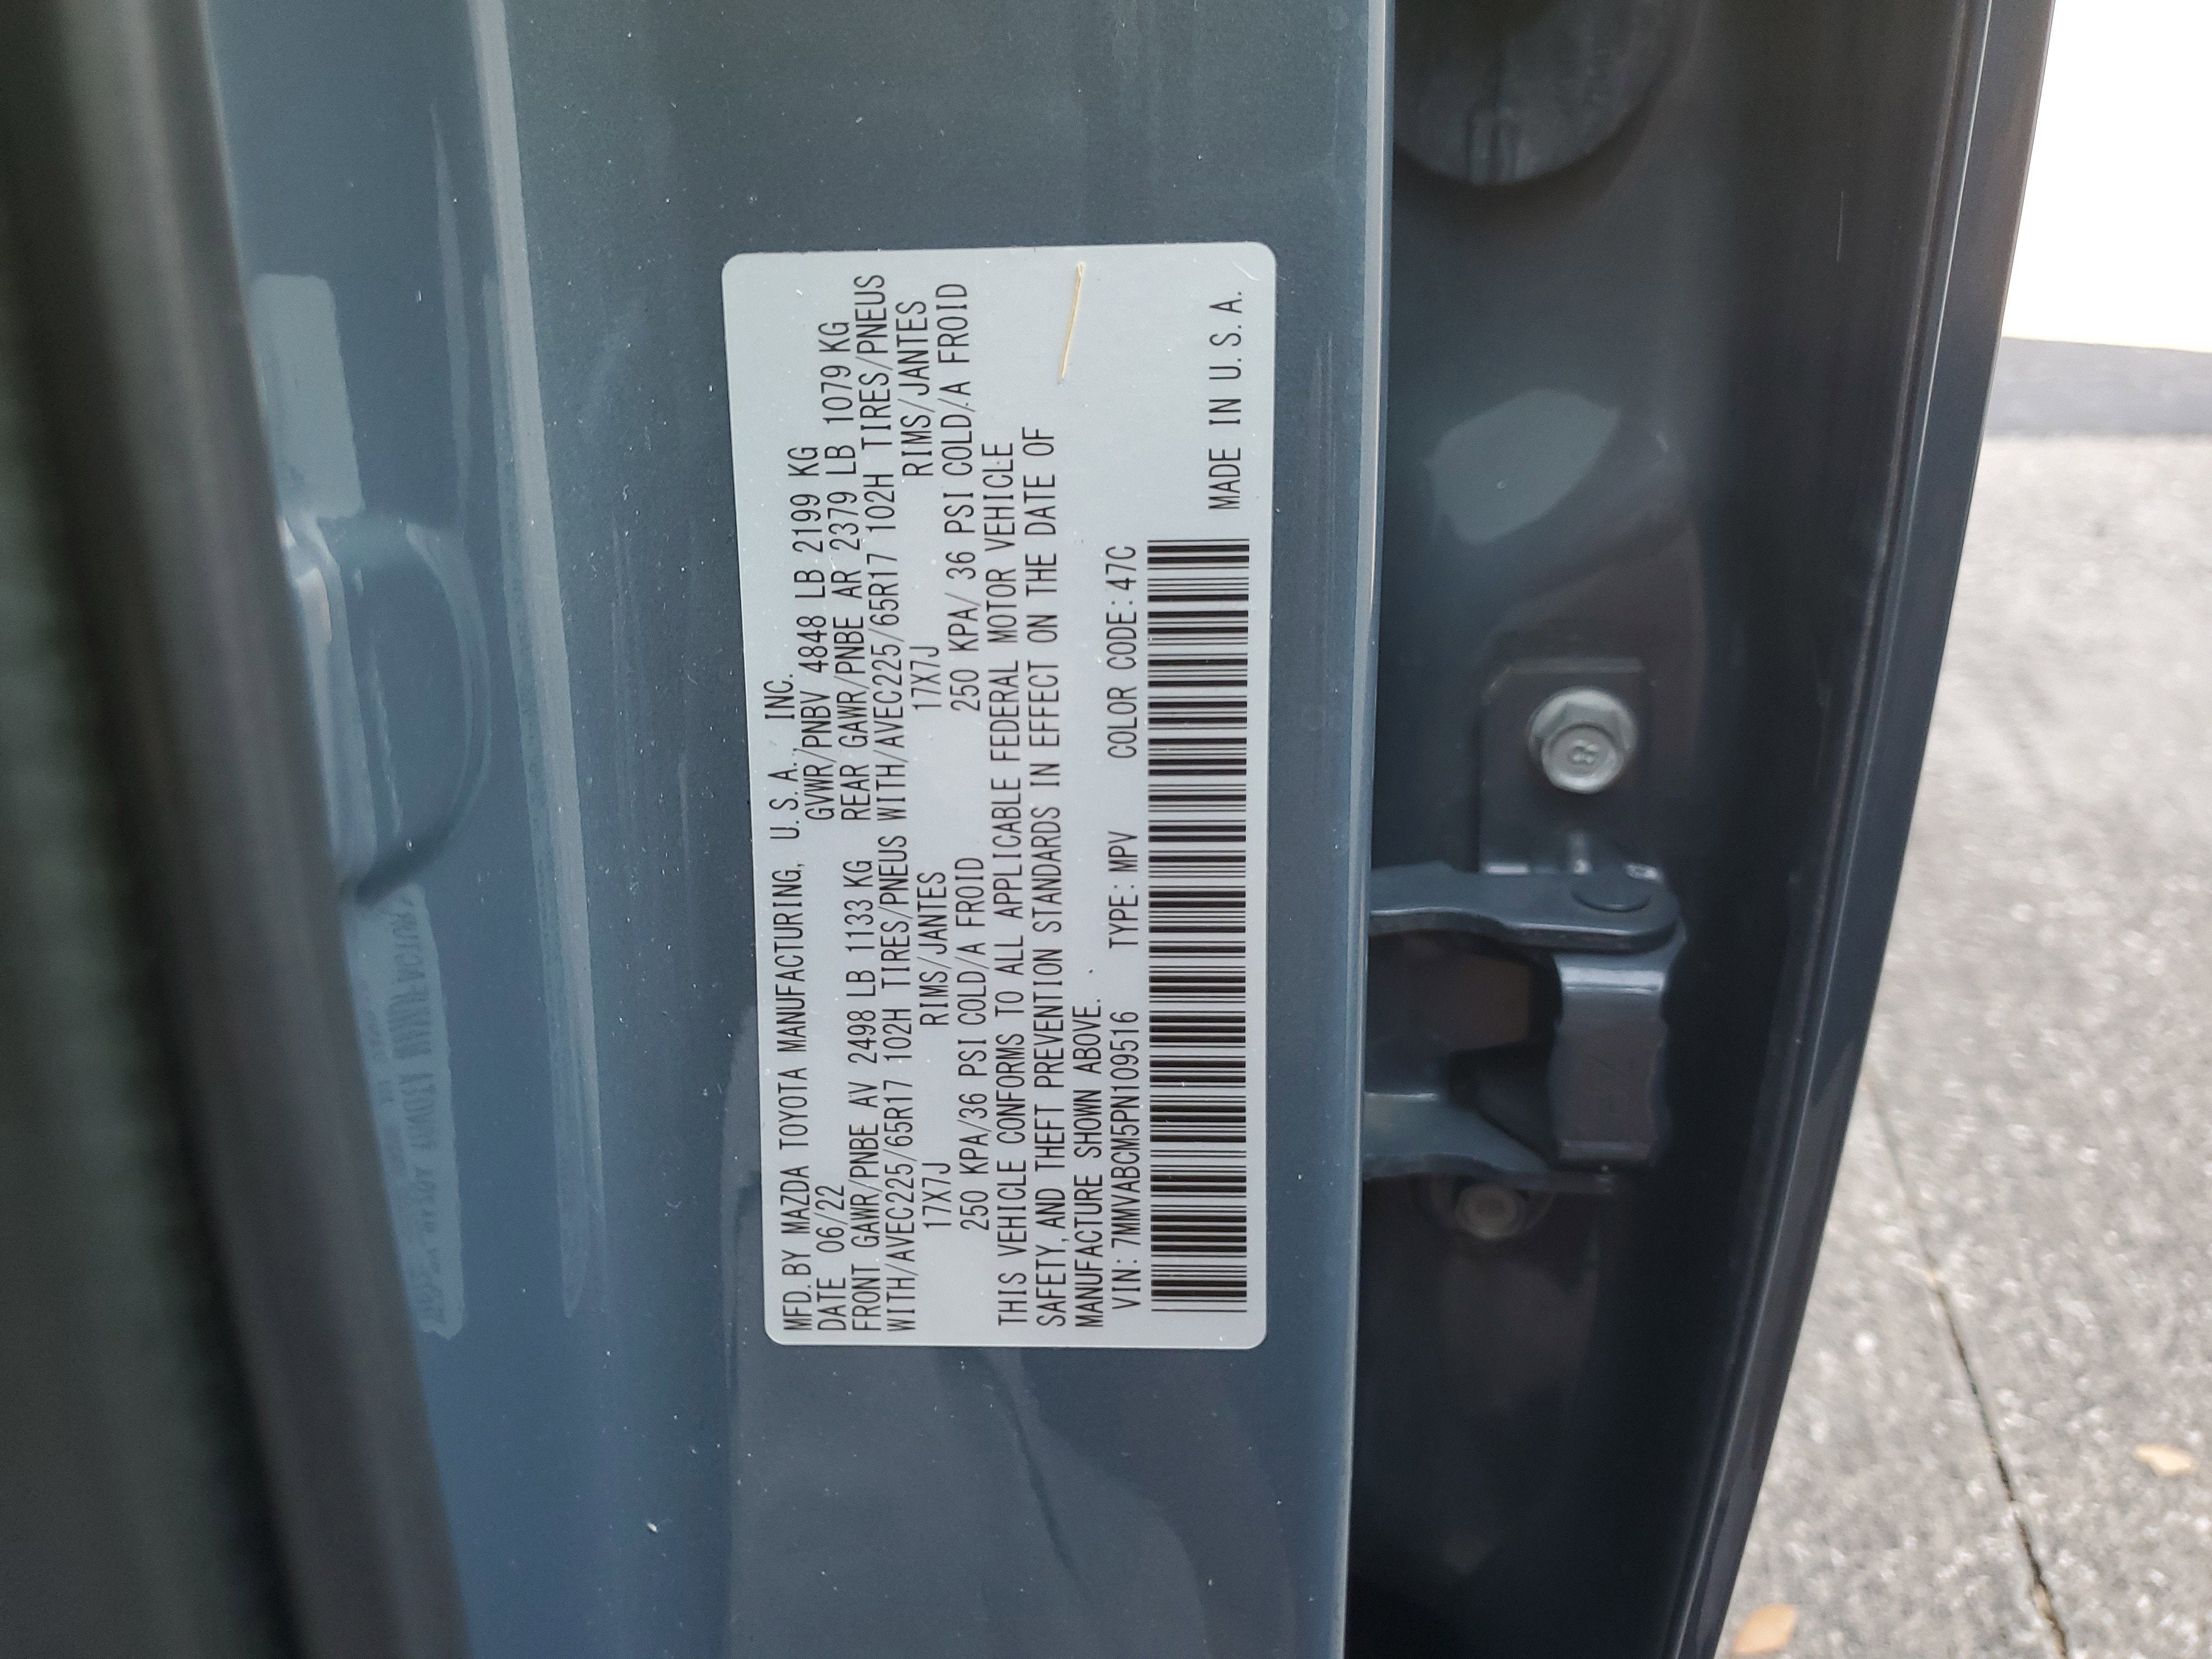 MFD. BY MAZDA TOYOTA MANUFACTURING, U.S.A., INC.
DATE 06/22 GVWR/PNBV 4848 LB 2199 KG
FRONT GAWR/PNBE AV 2498 LB 1133 KG REAR GAWR/PNBE AR 2379 LB 1079 KG
WITH/AVEC225/65R17 102H TIRES/PNEUS WITH/AVEC225/65R17 102H TIRES/PNEUS
17X7J RIMS/JANTES 17X7J RIMS/JANTES
250 KPA/36 PSI COLD/A FROID 250 KPA/ 36 PSI COLD/A FROID
THIS VEHICLE CONFORMS TO ALL APPLICABLE FEDERAL MOTOR VEHICLE
SAFETY, AND THEFT PREVENTION STANDARDS IN EFFECT ON THE DATE OF
MANUFACTURE SHOWN ABOVE.
VIN: 7MMVABCM5PN109516 TYPE: MPV COLOR CODE: 47C
MADE IN U.S.A.
8